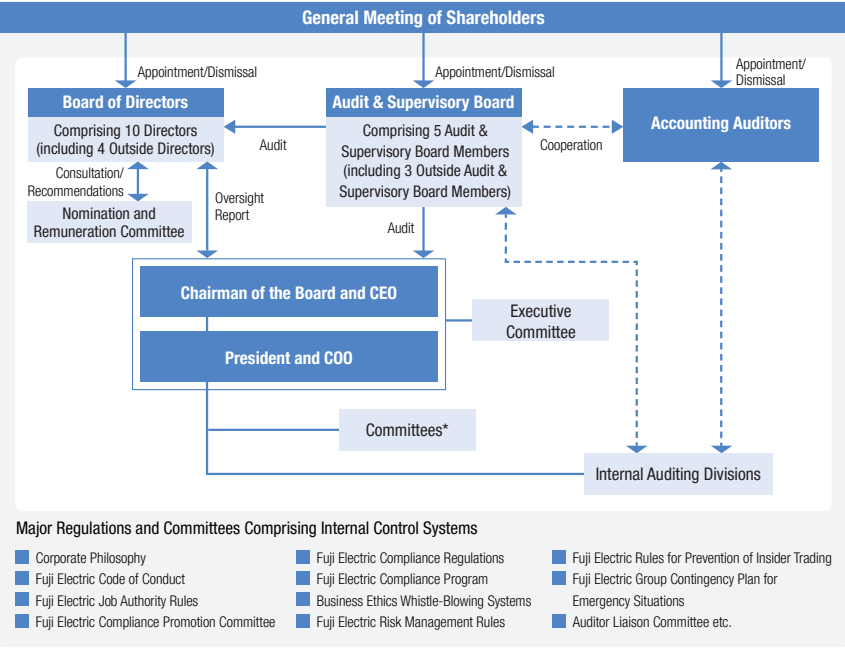 General Meeting of Shareholders
Appointment/Dismissal
Appointment/Dismissal
Appointment/
Dismissal
Board of Directors
Comprising 10 Directors
(including 4 Outside Directors)
Audit
Audit & Supervisory Board
Comprising 5 Audit &
Supervisory Board Members
(including 3 Outside Audit &
Supervisory Board Members)
Cooperation
Accounting Auditors
Consultation/
Recommendations
Nomination and
Remuneration Committee
Oversight
Report
Audit
Chairman of the Board and CEO
President and COO
Executive
Committee
Committees*
Internal Auditing Divisions
Major Regulations and Committees Comprising Internal Control Systems
Corporate Philosophy
Fuji Electric Code of Conduct
Fuji Electric Job Authority Rules
Fuji Electric Compliance Promotion Committee
Fuji Electric Compliance Regulations
Fuji Electric Compliance Program
Business Ethics Whistle-Blowing Systems
Fuji Electric Risk Management Rules
Fuji Electric Rules for Prevention of Insider Trading
Fuji Electric Group Contingency Plan for
Emergency Situations
Auditor Liaison Committee etc.